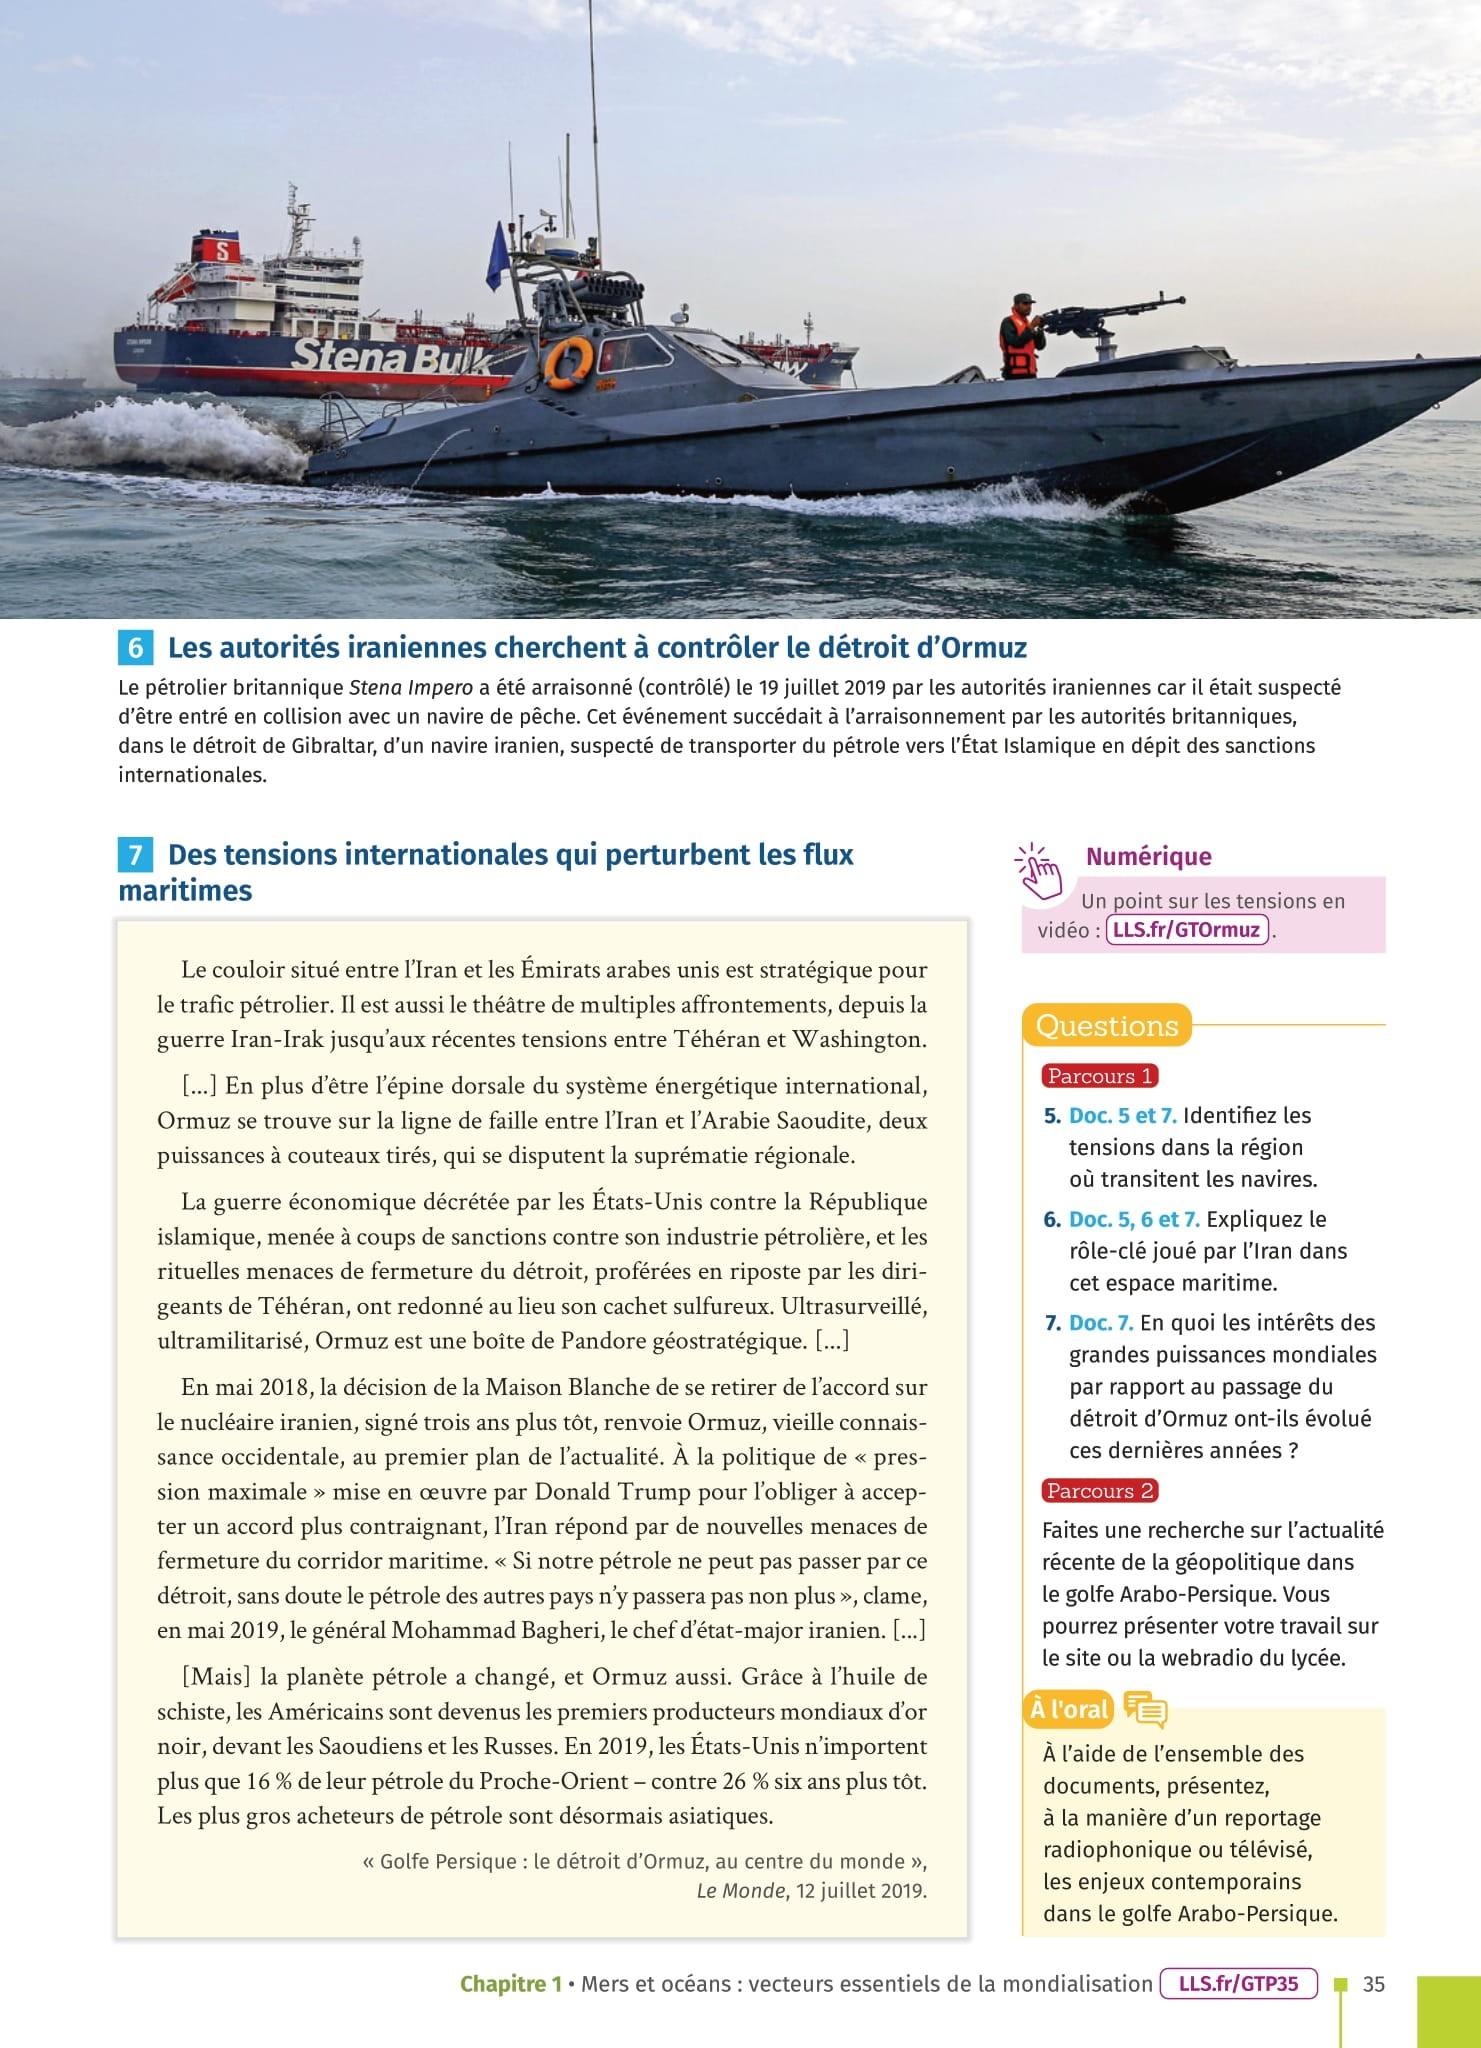 S
STENA IMPERO
Stena Bulk
6 Les autorités iraniennes cherchent à contrôler le détroit d’Ormuz
Le pétrolier britannique Stena Impero a été arraisonné (contrôlé) le 19 juillet 2019 par les autorités iraniennes car il était suspecté
d’être entré en collision avec un navire de pêche. Cet événement succédait à l’arraisonnement par les autorités britanniques,
dans le détroit de Gibraltar, d’un navire iranien, suspecté de transporter du pétrole vers l’État Islamique en dépit des sanctions
internationales.
7 Des tensions internationales qui perturbent les flux
maritimes
Le couloir situé entre l’Iran et les Émirats arabes unis est stratégique pour
le trafic pétrolier. Il est aussi le théâtre de multiples affrontements, depuis la
guerre Iran-Irak jusqu’aux récentes tensions entre Téhéran et Washington.
[...] En plus d’être l’épine dorsale du système énergétique international,
Ormuz se trouve sur la ligne de faille entre l’Iran et l’Arabie Saoudite, deux
puissances à couteaux tirés, qui se disputent la suprématie régionale.
La guerre économique décrétée par les États-Unis contre la République
islamique, menée à coups de sanctions contre son industrie pétrolière, et les
rituelles menaces de fermeture du détroit, proférées en riposte par les diri-
geants de Téhéran, ont redonné au lieu son cachet sulfureux. Ultrasurveillé,
ultramilitarisé, Ormuz est une boîte de Pandore géostratégique. [...]
En mai 2018, la décision de la Maison Blanche de se retirer de l’accord sur
le nucléaire iranien, signé trois ans plus tôt, renvoie Ormuz, vieille connais-
sance occidentale, au premier plan de l’actualité. À la politique de « pres-
sion maximale » mise en œuvre par Donald Trump pour l’obliger à accep-
ter un accord plus contraignant, l’Iran répond par de nouvelles menaces de
fermeture du corridor maritime. « Si notre pétrole ne peut pas passer par ce
détroit, sans doute le pétrole des autres pays n’y passera pas non plus », clame,
en mai 2019, le général Mohammad Bagheri, le chef d’état-major iranien. [...]
[Mais] la planète pétrole a changé, et Ormuz aussi. Grâce à l’huile de
schiste, les Américains sont devenus les premiers producteurs mondiaux d’or
noir, devant les Saoudiens et les Russes. En 2019, les États-Unis n’importent
plus que 16 % de leur pétrole du Proche-Orient – contre 26 % six ans plus tôt.
Les plus gros acheteurs de pétrole sont désormais asiatiques.
« Golfe Persique : le détroit d’Ormuz, au centre du monde »,
Le Monde, 12 juillet 2019.
Numérique
Un point sur les tensions en
vidéo : LLS.fr/GTOrmuz .
Questions
Parcours 1
5. Doc. 5 et 7. Identifiez les
tensions dans la région
où transitent les navires.
6. Doc. 5, 6 et 7. Expliquez le
rôle-clé joué par l’Iran dans
cet espace maritime.
7. Doc. 7. En quoi les intérêts des
grandes puissances mondiales
par rapport au passage du
détroit d’Ormuz ont-ils évolué
ces dernières années ?
Parcours 2
Faites une recherche sur l’actualité
récente de la géopolitique dans
le golfe Arabo-Persique. Vous
pourrez présenter votre travail sur
le site ou la webradio du lycée.
À l'oral
À l’aide de l’ensemble des
documents, présentez,
à la manière d’un reportage
radiophonique ou télévisé,
les enjeux contemporains
dans le golfe Arabo-Persique.
Chapitre 1 • Mers et océans : vecteurs essentiels de la mondialisation LLS.fr/GTP35 35